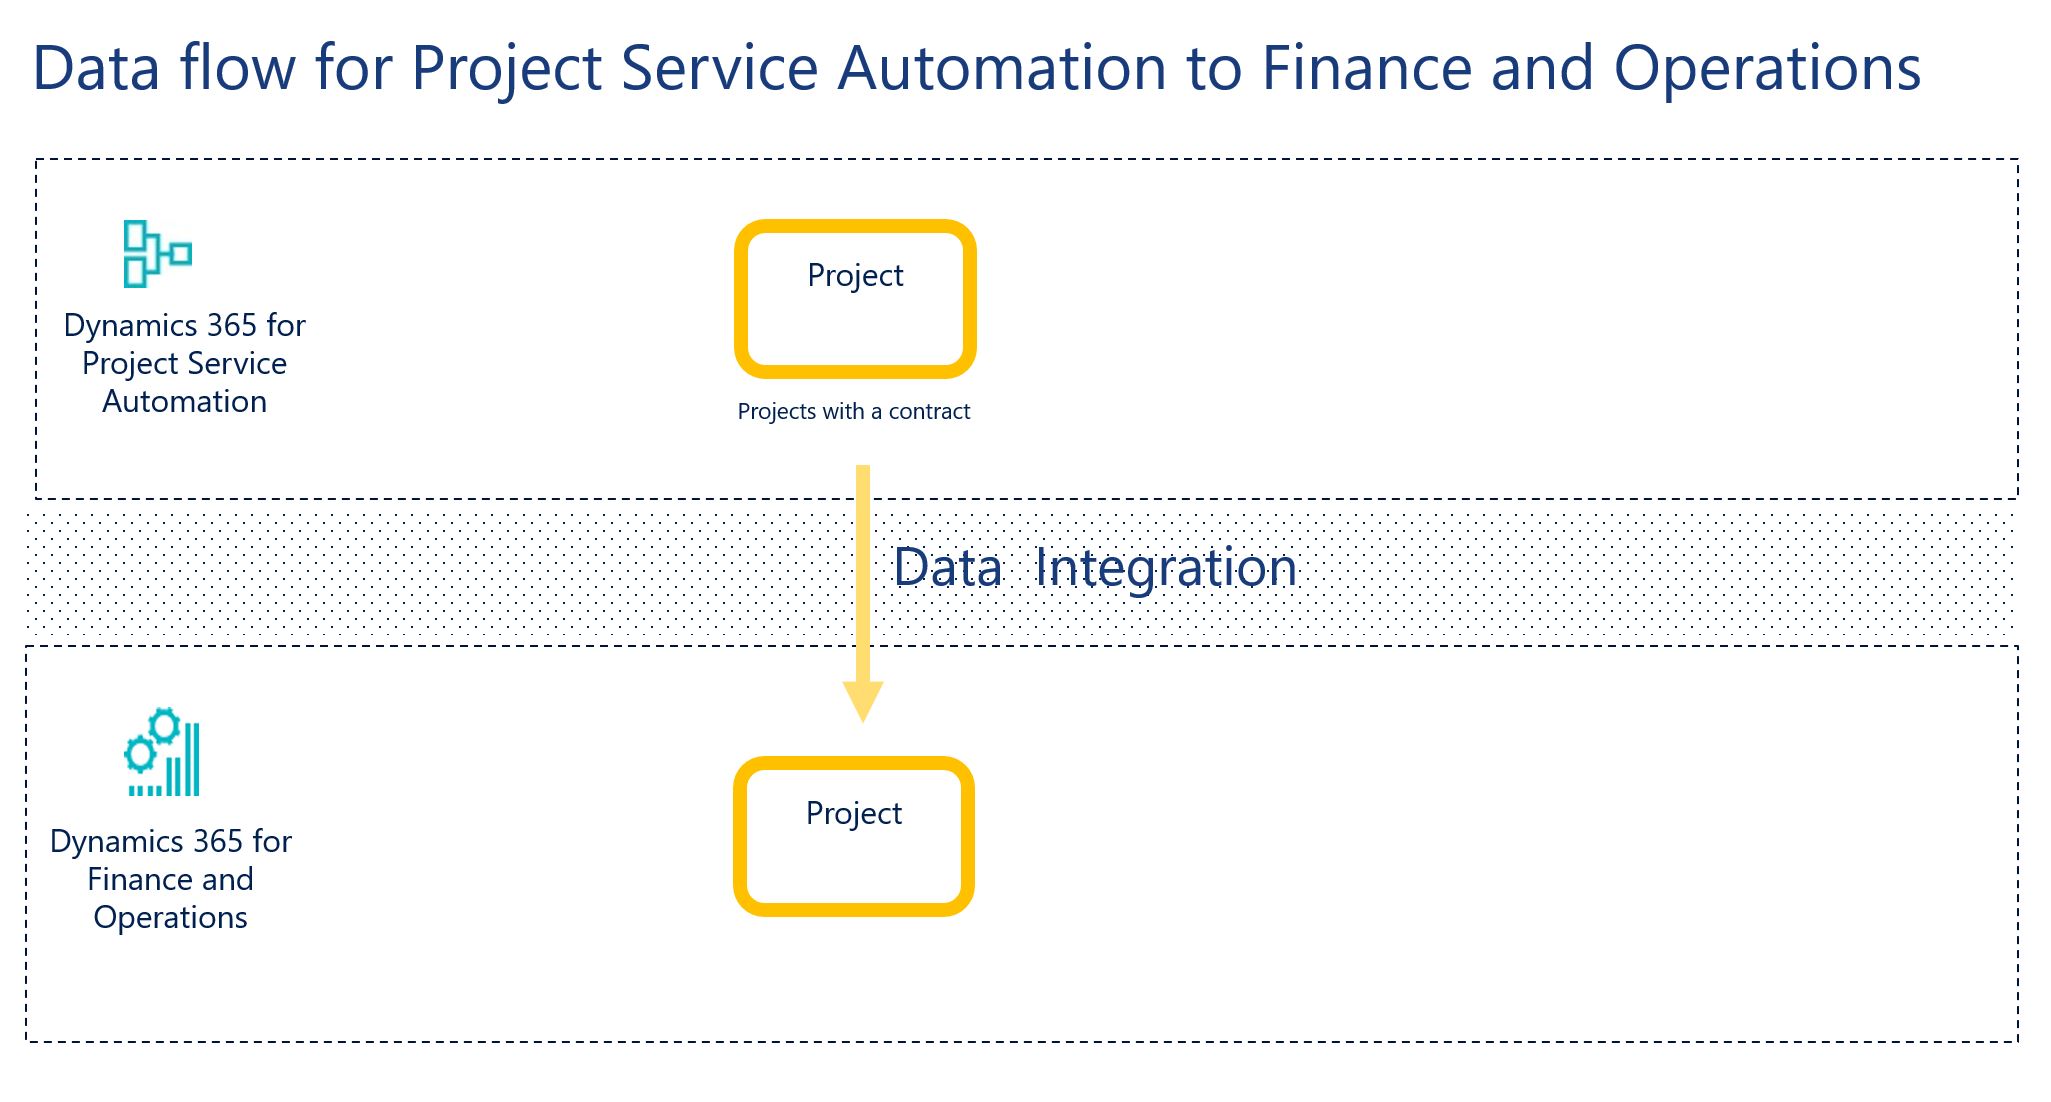 Data flow for Project Service Automation to Finance and Operations
Project
Dynamics 365 for
Project Service
Automation
Projects with a contract
Data Integration
Project
Dynamics 365 for
Finance and
Operations